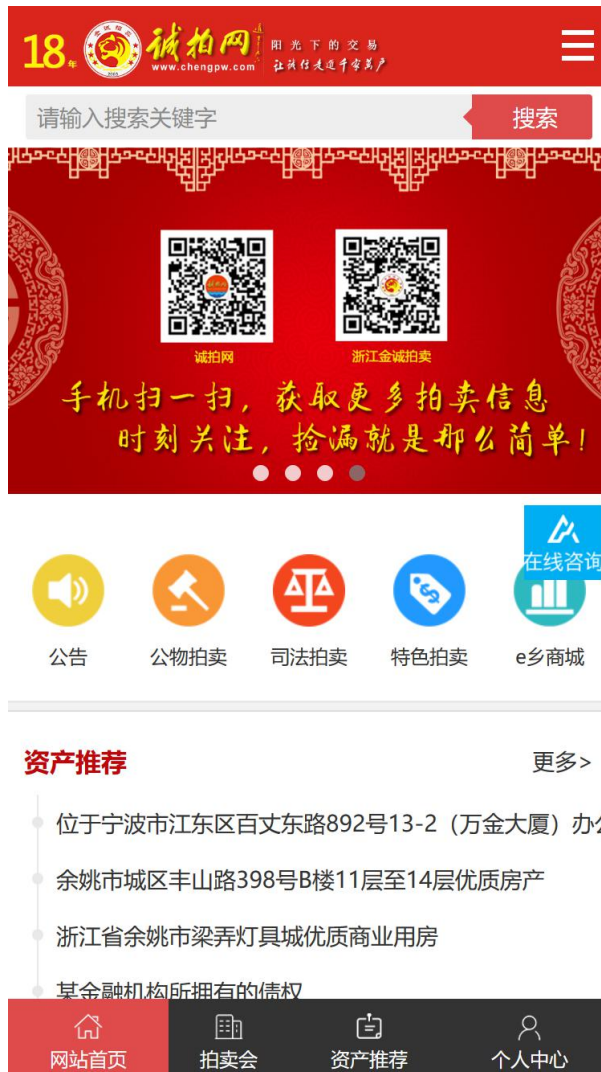 18年
诚拍网
www.chengpw.com
阳光下的交易
让诚信走进千家万户
请输入搜索关键字
搜索
诚拍网
浙江金诚拍卖
手机扫一扫，获取更多拍卖信息
时刻关注，捡漏就是那么简单！
在线咨询
公告
公物拍卖
司法拍卖
特色拍卖
e乡商城
资产推荐
更多>
位于宁波市江东区百丈东路892号13-2（万金大厦）办公
余姚市城区丰山路398号B楼11层至14层优质房产
浙江省余姚市梁弄灯具城优质商业用房
某金融机构所拥有的债权
网站首页
拍卖会
资产推荐
个人中心